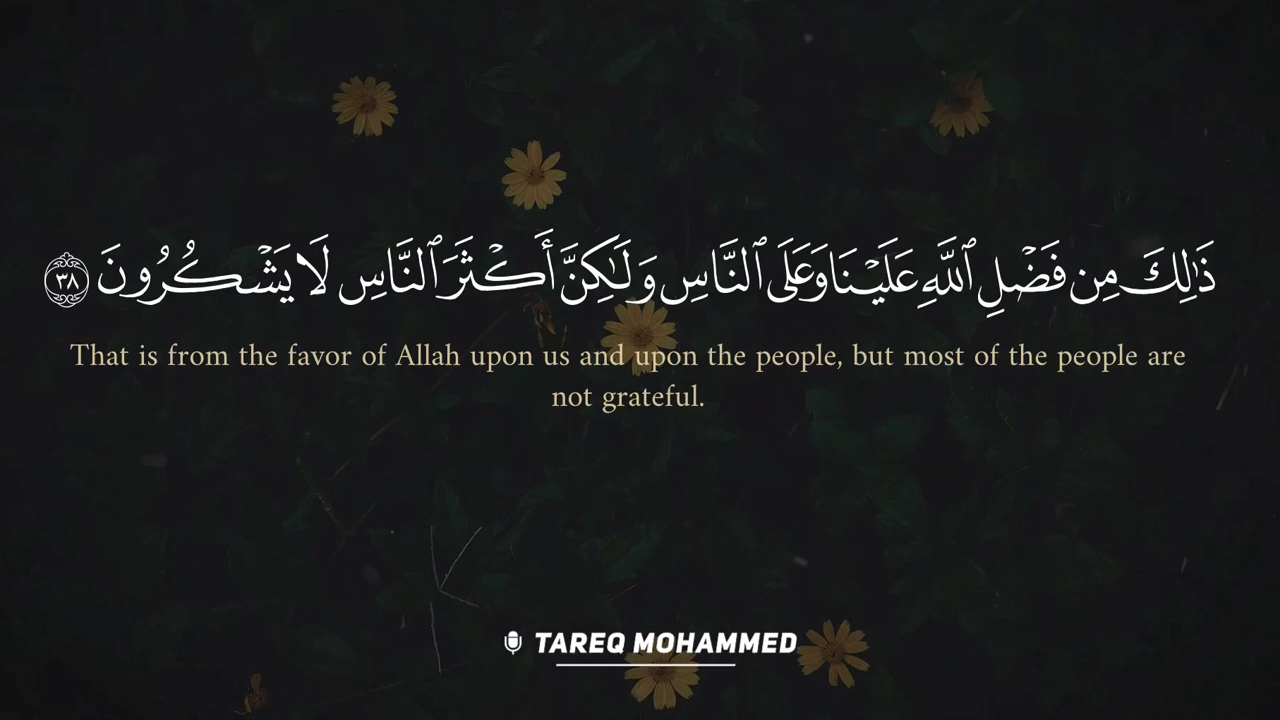 ذَٰلِكَ مِن فَضْلِ ٱللَّهِ عَلَيْنَا وَعَلَى ٱلنَّاسِ وَلَٰكِنَّ أَكْثَرَ ٱلنَّاسِ لَا يَشْكُرُونَ ٣٨
That is from the favor of Allah upon us and upon the people, but most of the people are
not grateful.
TAREQ MOHAMMED